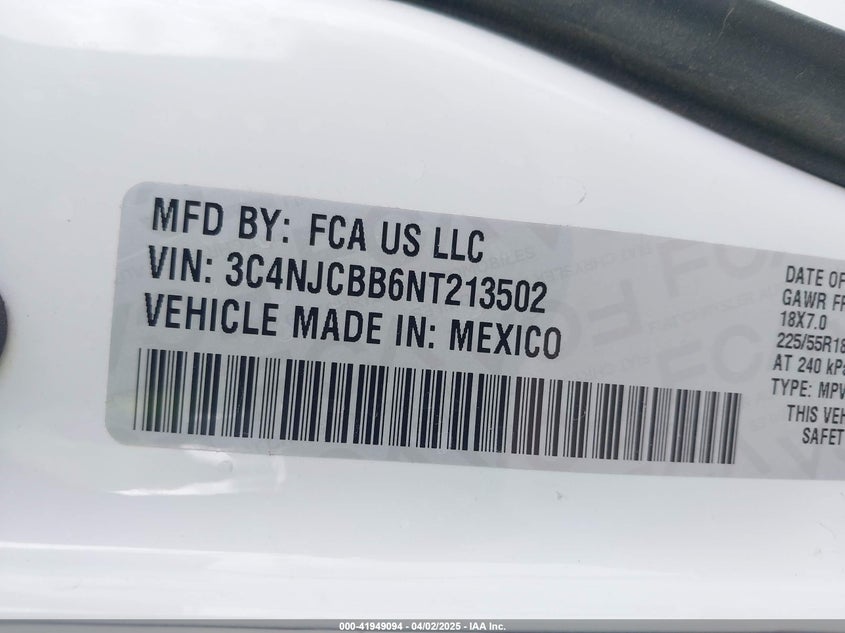 MFD BY: FCA US LLC
VIN: 3C4NJCBB6NT213502
VEHICLE MADE IN: MEXICO
DATE OF
GAWR FR
18X7.0
225/55R18
AT 240 kPa
TYPE: MPV
THIS VEH
SAFET
000-41949094 - 04/02/2025 - IAA Inc.